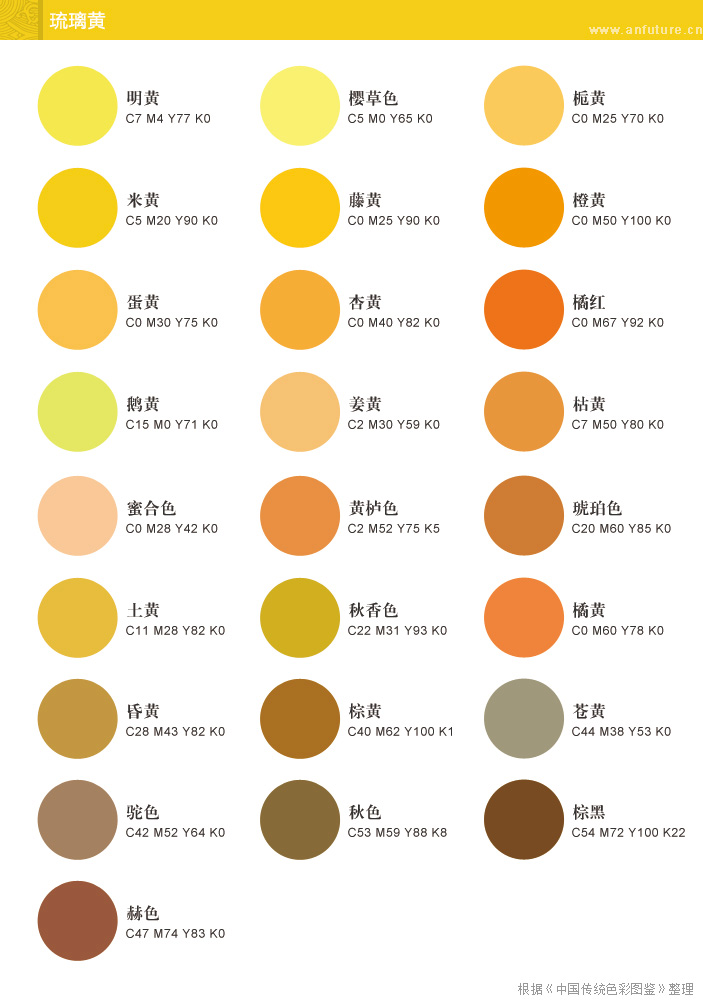 琉璃黄
www.anfuture.cn
明黄
C7 M4 Y77 K0
樱草色
C5 M0 Y65 K0
栀黄
C0 M25 Y70 K0
米黄
C5 M20 Y90 K0
藤黄
C0 M25 Y90 K0
橙黄
C0 M50 Y100 K0
蛋黄
C0 M30 Y75 K0
杏黄
C0 M40 Y82 K0
橘红
C0 M67 Y92 K0
鹅黄
C15 M0 Y71 K0
姜黄
C2 M30 Y59 K0
枯黄
C7 M50 Y80 K0
蜜合色
C0 M28 Y42 K0
黄栌色
C2 M52 Y75 K5
琥珀色
C20 M60 Y85 K0
土黄
C11 M28 Y82 K0
秋香色
C22 M31 Y93 K0
橘黄
C0 M60 Y78 K0
昏黄
C28 M43 Y82 K0
棕黄
C40 M62 Y100 K1
苍黄
C44 M38 Y53 K0
驼色
C42 M52 Y64 K0
秋色
C53 M59 Y88 K8
棕黑
C54 M72 Y100 K22
赫色
C47 M74 Y83 K0
根据《中国传统色彩图鉴》整理